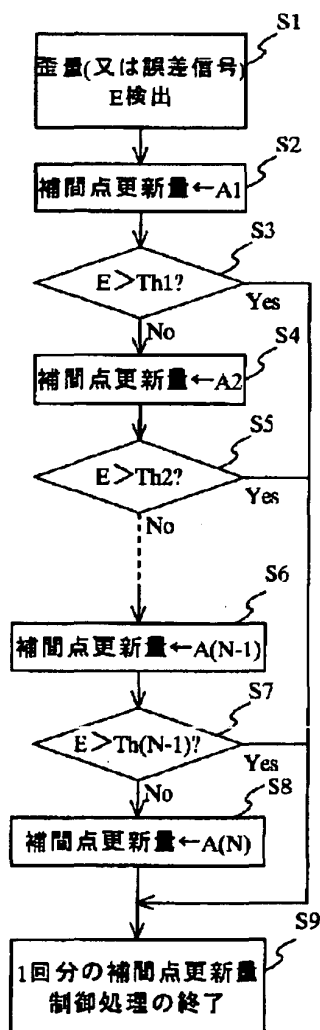 S1
歪量(又は誤差信号)
E検出
S2
補間点更新量←A1
S3
E＞Th1?
Yes
No
S4
補間点更新量←A2
S5
E＞Th2?
Yes
No
S6
補間点更新量←A(N-1)
S7
E＞Th(N-1)?
Yes
No
S8
補間点更新量←A(N)
S9
1回分の補間点更新量
制御処理の終了